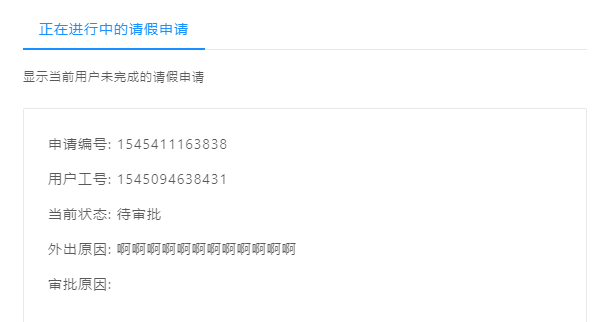 正在进行中的请假申请
显示当前用户未完成的请假申请
申请编号: 1545411163838
用户工号: 1545094638431
当前状态: 待审批
外出原因: 啊啊啊啊啊啊啊啊啊啊啊啊
审批原因: